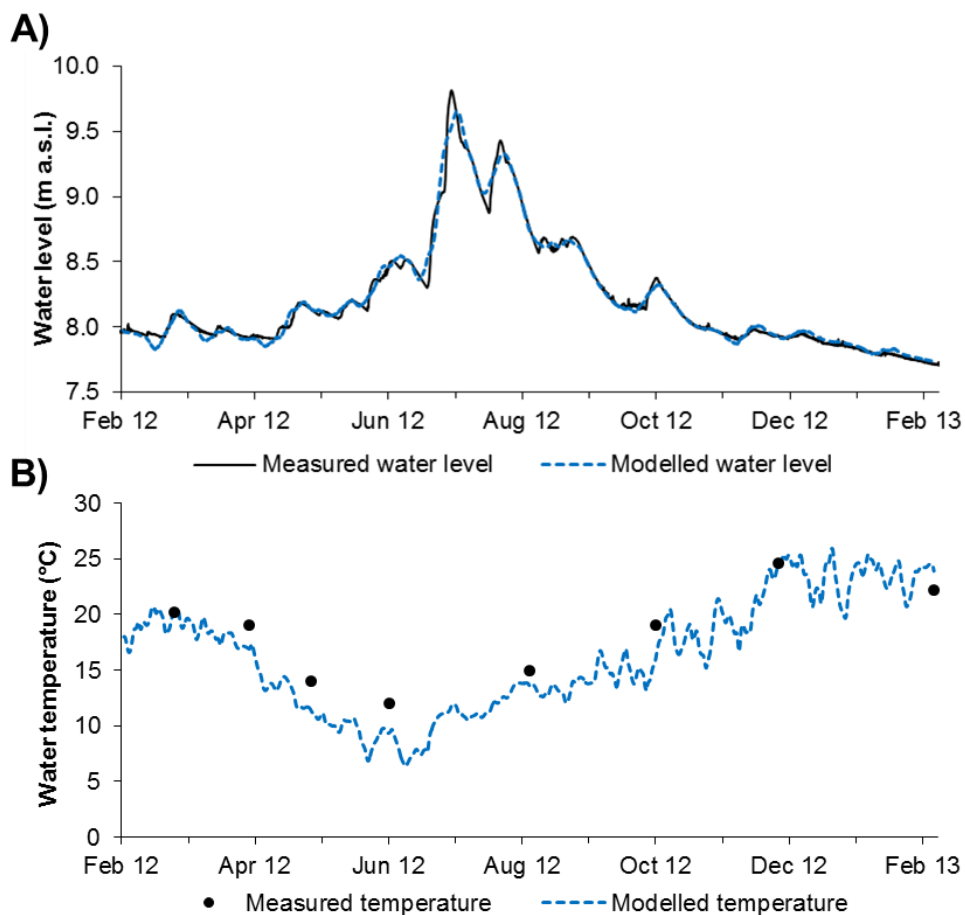 A)
Water level (m a.s.l.)
10.0
9.5
9.0
8.5
8.0
7.5
Feb 12 Apr 12 Jun 12 Aug 12 Oct 12 Dec 12 Feb 13
Measured water level Modelled water level
B)
Water temperature (°C)
30
25
20
15
10
5
0
Feb 12 Apr 12 Jun 12 Aug 12 Oct 12 Dec 12 Feb 13
Measured temperature Modelled temperature